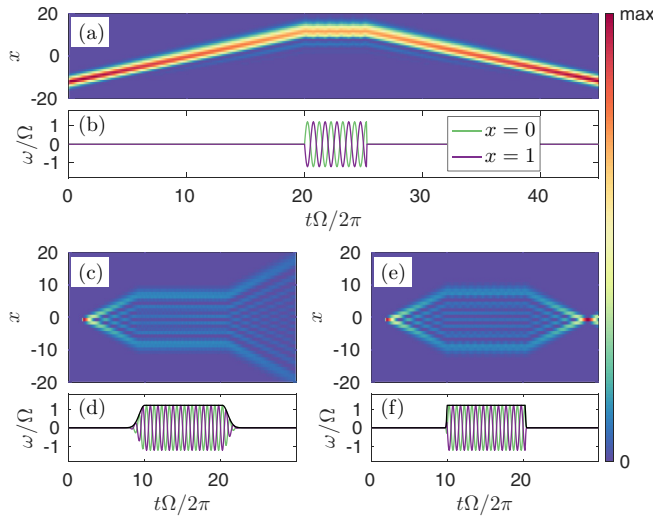 20 (a) max
x 0
-20
(b)
ω/Ω 1 0 -1
x = 0
x = 1
0 10 20 30 40
tΩ/2π
20 (c) 20 (e)
10 10
x 0 x 0
-10 -10
-20 -20 0
(d) (f)
ω/Ω 1 0 -1 ω/Ω 1 0 -1
0 10 20 0 10 20
tΩ/2π tΩ/2π